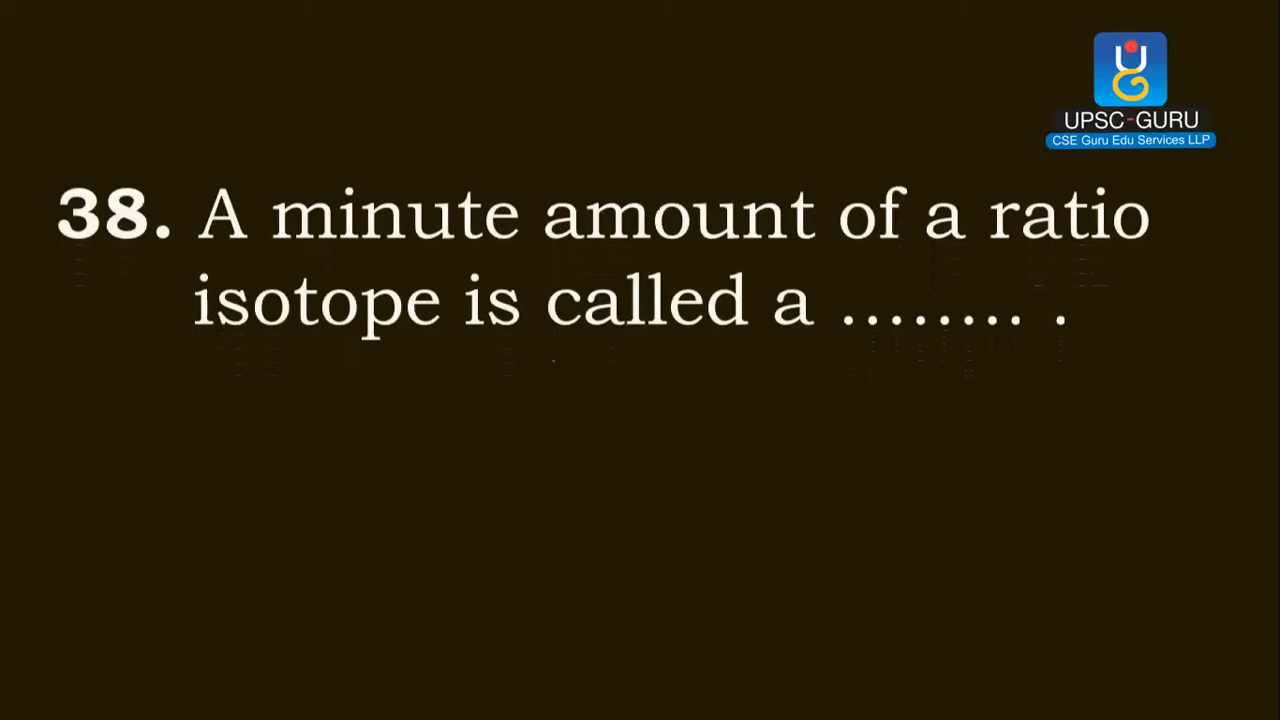 UPSC-GURU
CSE Guru Edu Services LLP
38. A minute amount of a ratio
isotope is called a ........ .